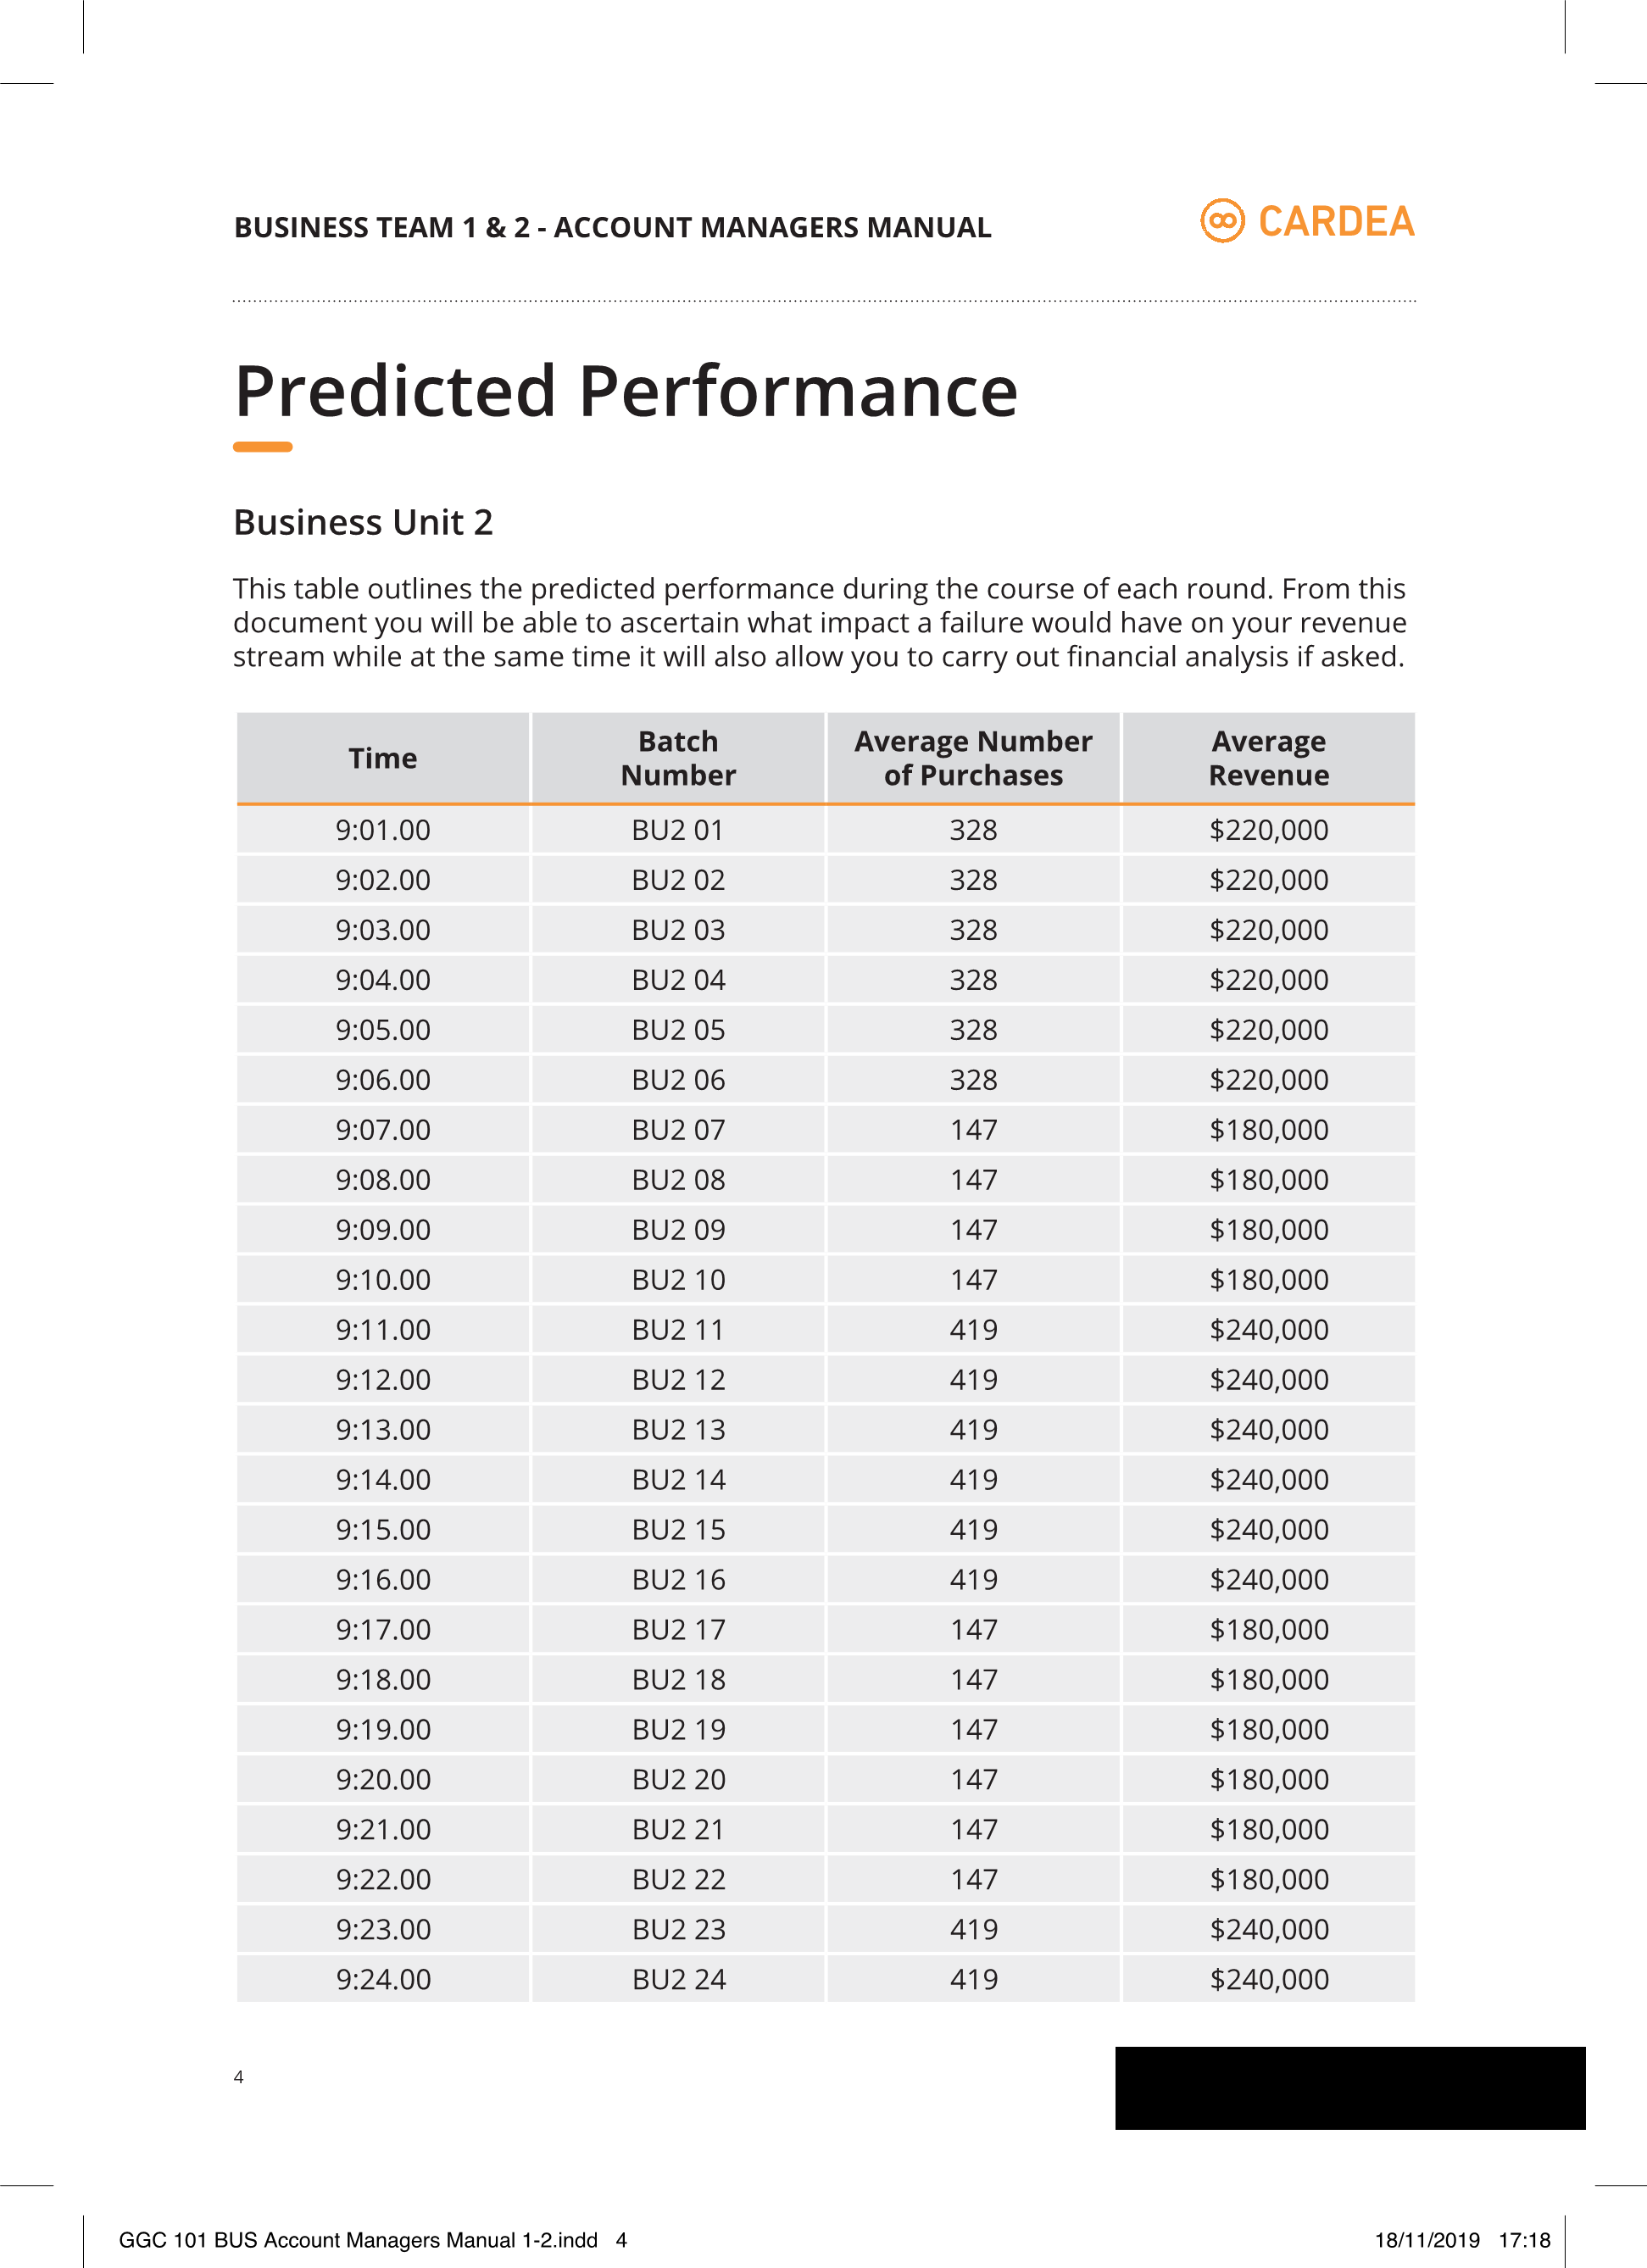 BUSINESS TEAM 1 & 2 - ACCOUNT MANAGERS MANUAL
CARDEA
Predicted Performance
Business Unit 2
This table outlines the predicted performance during the course of each round. From this
document you will be able to ascertain what impact a failure would have on your revenue
stream while at the same time it will also allow you to carry out financial analysis if asked.
Time Batch Number Average Number of Purchases Average Revenue
9:01.00 BU2 01 328 $220,000
9:02.00 BU2 02 328 $220,000
9:03.00 BU2 03 328 $220,000
9:04.00 BU2 04 328 $220,000
9:05.00 BU2 05 328 $220,000
9:06.00 BU2 06 328 $220,000
9:07.00 BU2 07 147 $180,000
9:08.00 BU2 08 147 $180,000
9:09.00 BU2 09 147 $180,000
9:10.00 BU2 10 147 $180,000
9:11.00 BU2 11 419 $240,000
9:12.00 BU2 12 419 $240,000
9:13.00 BU2 13 419 $240,000
9:14.00 BU2 14 419 $240,000
9:15.00 BU2 15 419 $240,000
9:16.00 BU2 16 419 $240,000
9:17.00 BU2 17 147 $180,000
9:18.00 BU2 18 147 $180,000
9:19.00 BU2 19 147 $180,000
9:20.00 BU2 20 147 $180,000
9:21.00 BU2 21 147 $180,000
9:22.00 BU2 22 147 $180,000
9:23.00 BU2 23 419 $240,000
9:24.00 BU2 24 419 $240,000
4
GGC 101 BUS Account Managers Manual 1-2.indd 4 18/11/2019 17:18